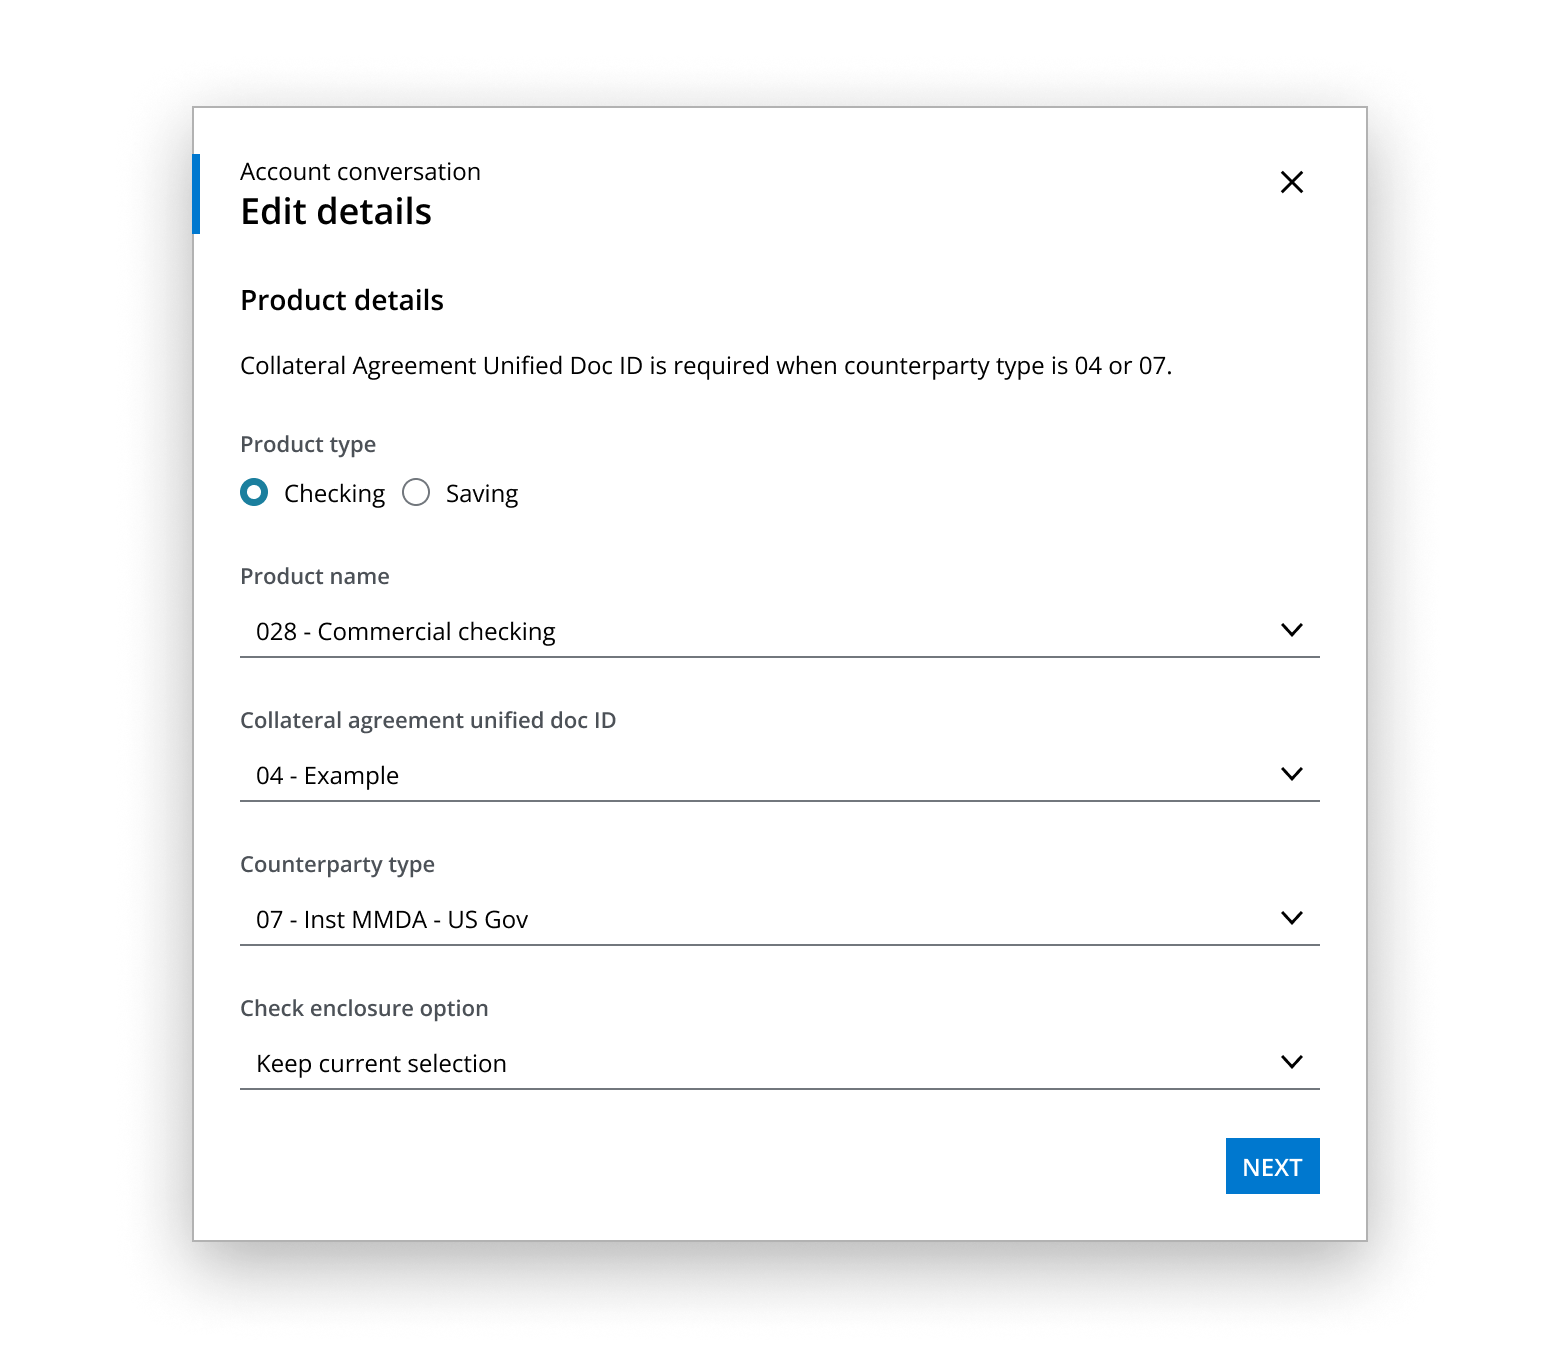 Account conversation
Edit details
Product details
Collateral Agreement Unified Doc ID is required when counterparty type is 04 or 07.
Product type
Checking Saving
Product name
028 - Commercial checking
Collateral agreement unified doc ID
04 - Example
Counterparty type
07 - Inst MMDA - US Gov
Check enclosure option
Keep current selection
NEXT